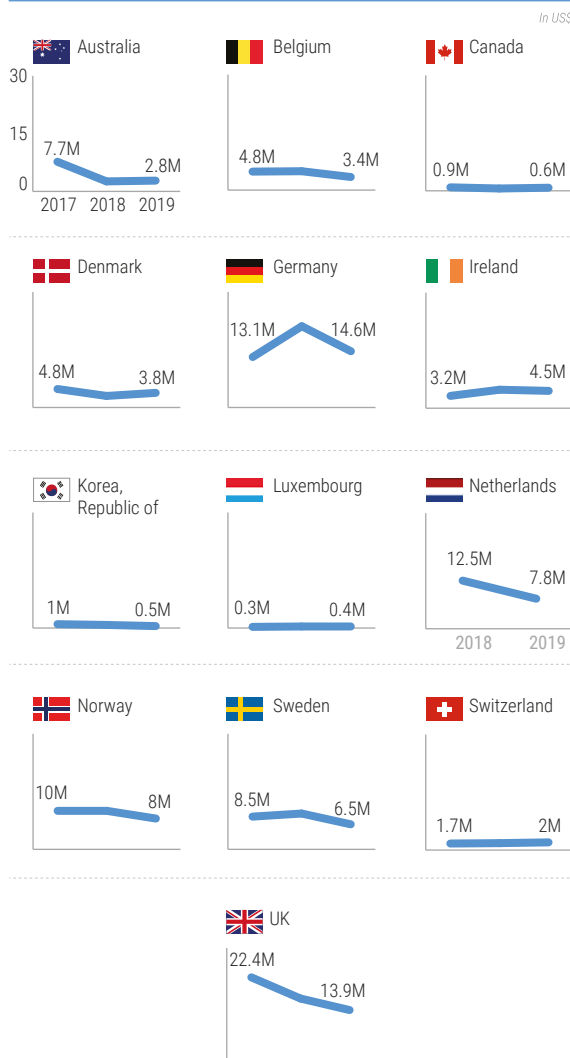 In US$
Australia
Belgium
Canada
30
15
0
7.7M
2.8M
2017 2018 2019
4.8M
3.4M
0.9M
0.6M
Denmark
Germany
Ireland
4.8M
3.8M
13.1M
14.6M
3.2M
4.5M
Korea,
Republic of
Luxembourg
Netherlands
1M
0.5M
0.3M
0.4M
12.5M
7.8M
2018 2019
Norway
Sweden
Switzerland
10M
8M
8.5M
6.5M
1.7M
2M
UK
22.4M
13.9M